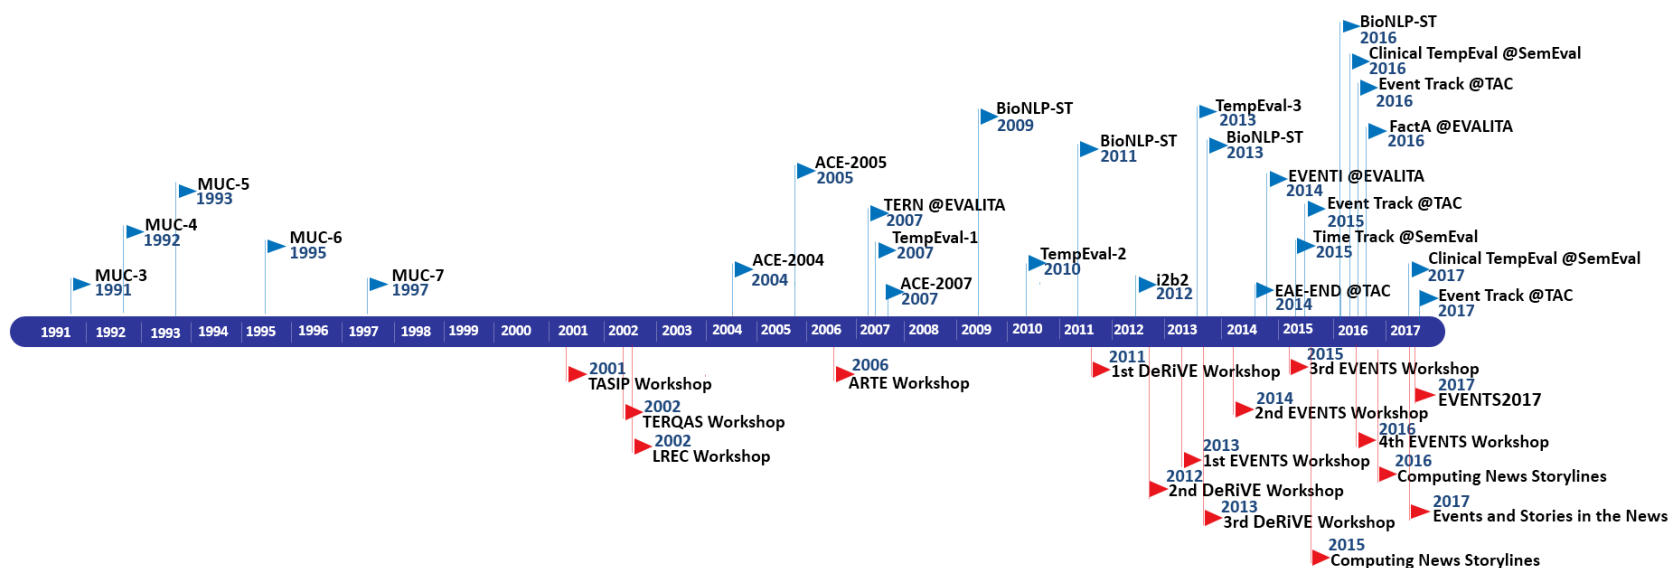 BioNLP-ST
2016
Clinical TempEval @SemEval
2016
Event Track @TAC
2016
FactA @EVALITA
2016
BioNLP-ST
2009
TempEval-3
2013
BioNLP-ST
2013
BioNLP-ST
2011
ACE-2005
2005
EVENTI @EVALITA
2014
MUC-5
1993
TERN @EVALITA
2007
Event Track @TAC
2015
MUC-4
1992
MUC-6
1995
TempEval-1
2007
Time Track @SemEval
2015
ACE-2004
2004
TempEval-2
2010
Clinical TempEval @SemEval
2017
MUC-3
1991
MUC-7
1997
ACE-2007
2007
i2b2
2012
EAE-END @TAC
2014
Event Track @TAC
2017
1991 1992 1993 1994 1995 1996 1997 1998 1999 2000 2001 2002 2003 2004 2005 2006 2007 2008 2009 2010 2011 2012 2013 2014 2015 2016 2017
2001
TASIP Workshop
2002
TERQAS Workshop
2002
LREC Workshop
2006
ARTE Workshop
2011
1st DeRiVE Workshop
2015
3rd EVENTS Workshop
2017
EVENTS2017
2014
2nd EVENTS Workshop
2016
4th EVENTS Workshop
2013
1st EVENTS Workshop
2016
Computing News Storylines
2012
2nd DeRiVE Workshop
2017
Events and Stories in the News
2013
3rd DeRiVE Workshop
2015
Computing News Storylines